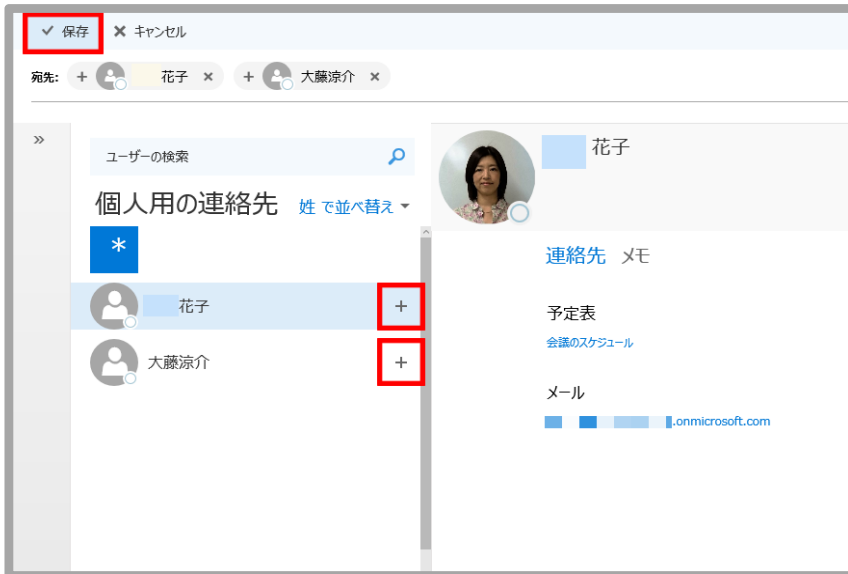 保存 キャンセル
宛先: + 花子 × + 大藤涼介 ×
»
ユーザーの検索
個人用の連絡先 姓 で並べ替え
*
花子 +
大藤涼介 +
花子
連絡先 メモ
予定表
会議のスケジュール
メール
.onmicrosoft.com